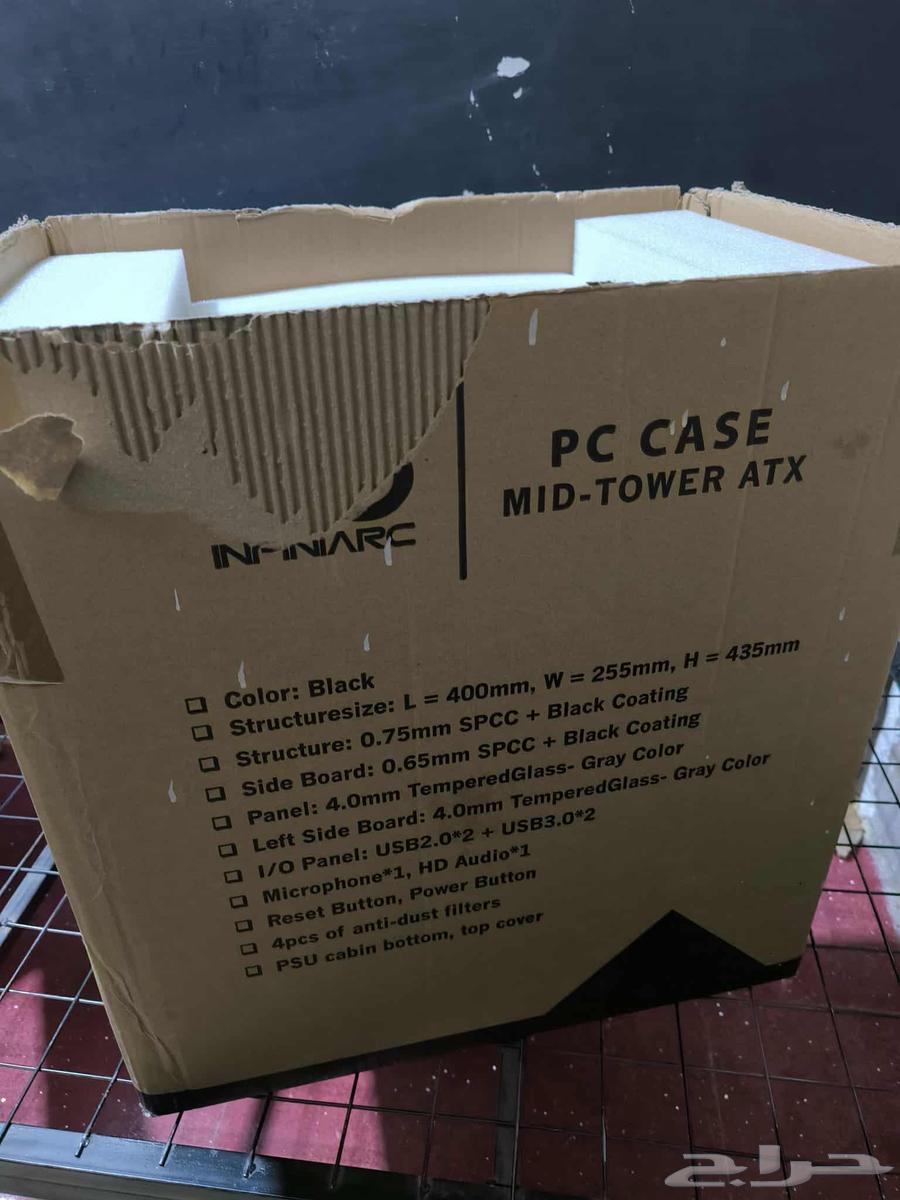 PC CASE
MID-TOWER ATX
INFINIARC
Color: Black
Structuresize: L = 400mm, W = 255mm, H = 435mm
Structure: 0.75mm SPCC + Black Coating
Side Board: 0.65mm SPCC + Black Coating
Panel: 4.0mm TemperedGlass- Gray Color
Left Side Board: 4.0mm TemperedGlass- Gray Color
I/O Panel: USB2.0*2 + USB3.0*2
Microphone*1, HD Audio*1
Reset Button, Power Button
4pcs of anti-dust filters
PSU cabin bottom, top cover
حراج